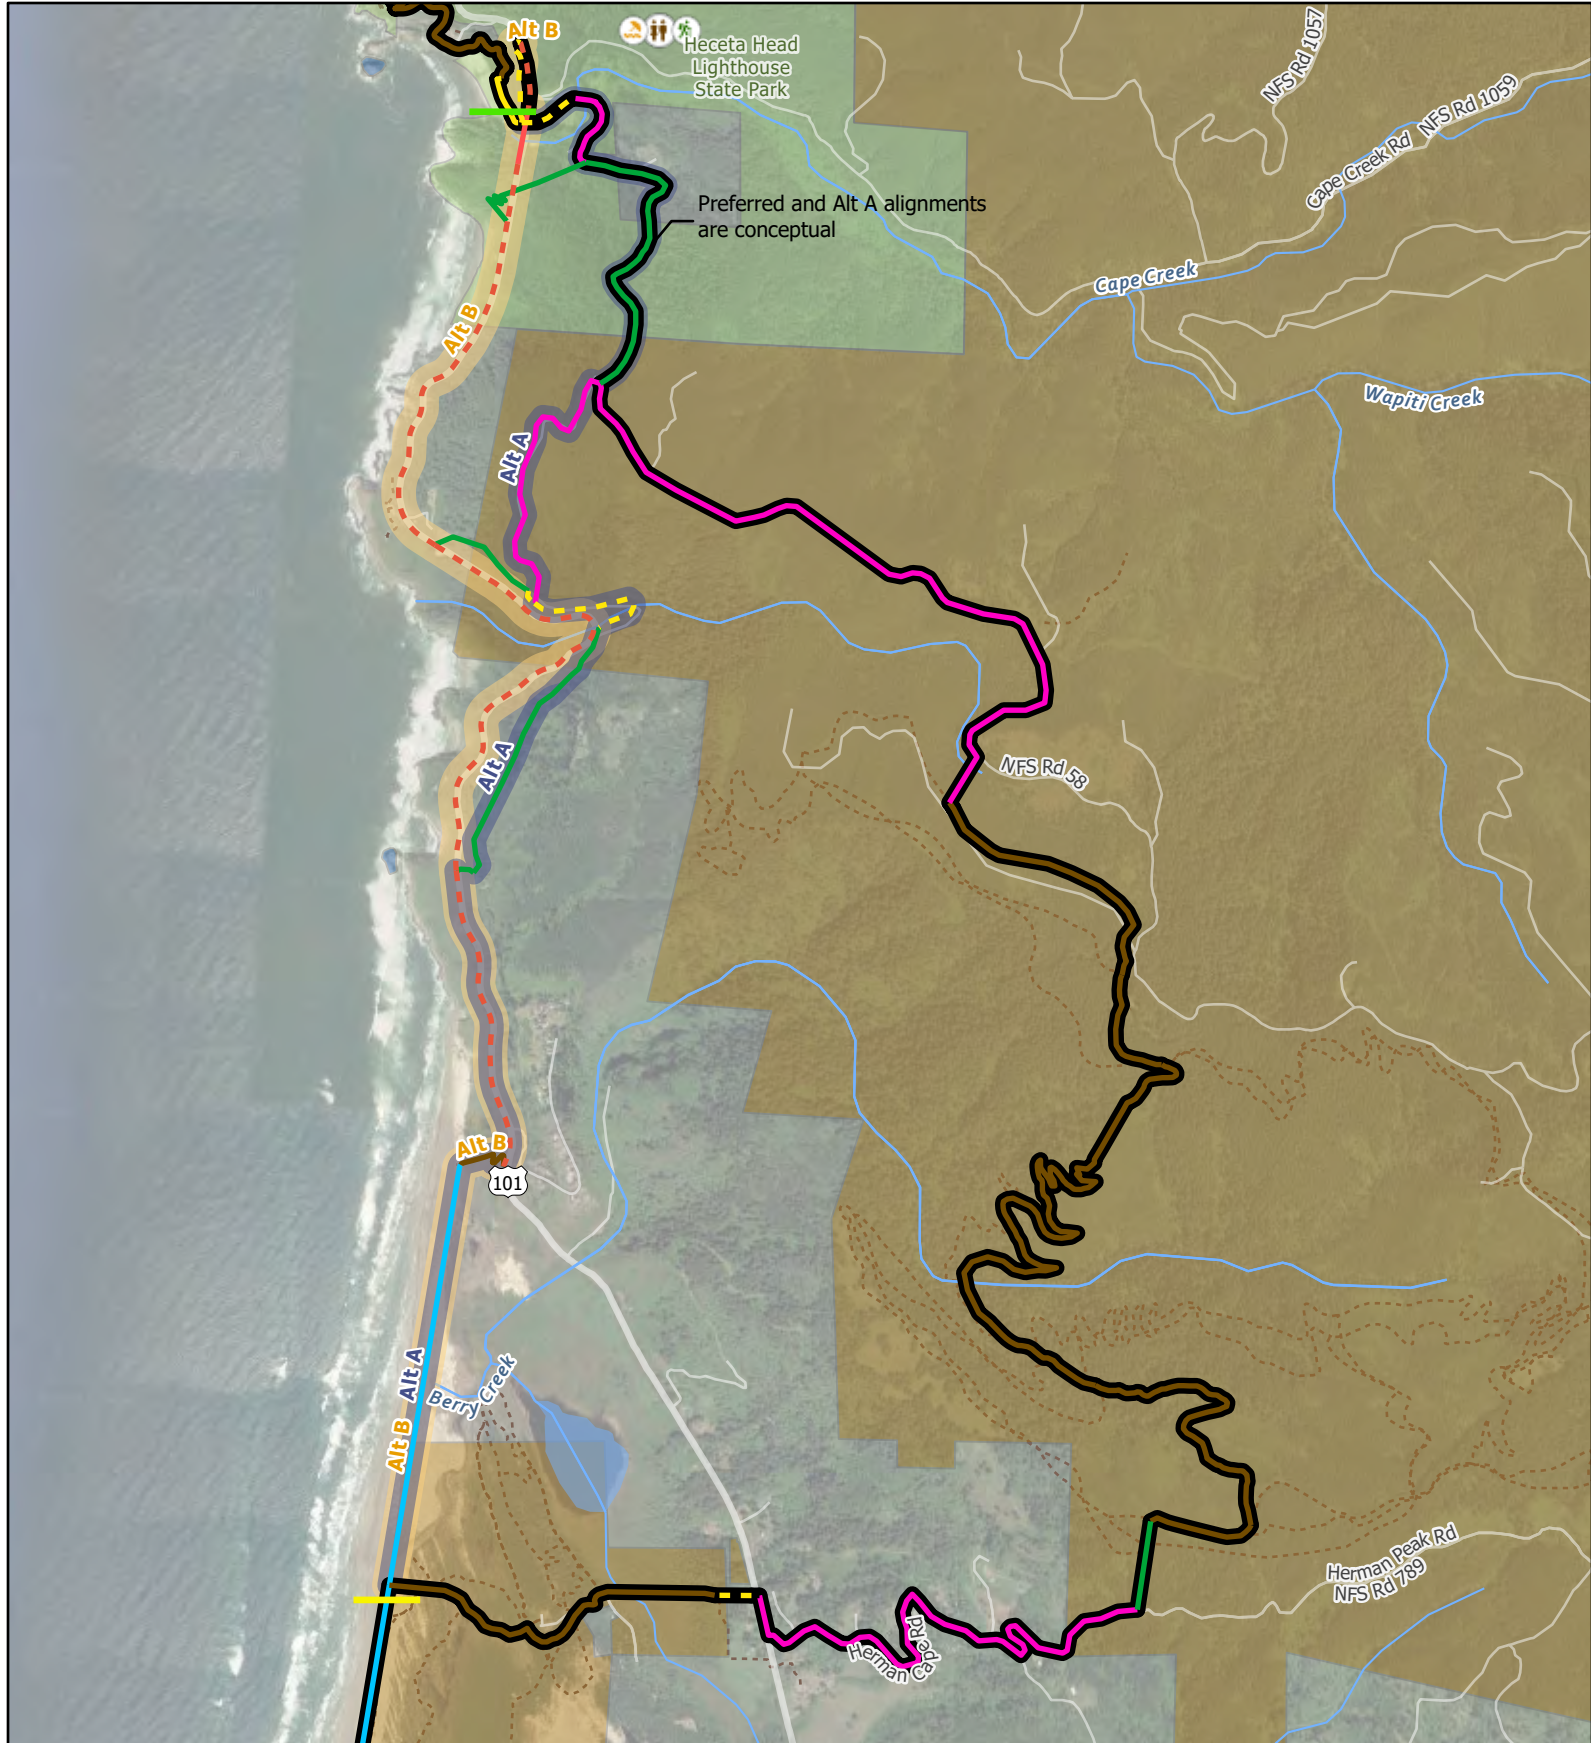 Alt B
Heceta Head
Lighthouse
State Park
NFS Rd 1057
NFS Rd 1059
Cape Creek Rd
Preferred and Alt A alignments
are conceptual
Cape Creek
Alt B
Wapiti Creek
Alt A
Alt A
NFS Rd 58
Alt B
101
Alt A
Berry Creek
Alt B
Herman Peak Rd
NFS Rd 789
Herman Cape Rd